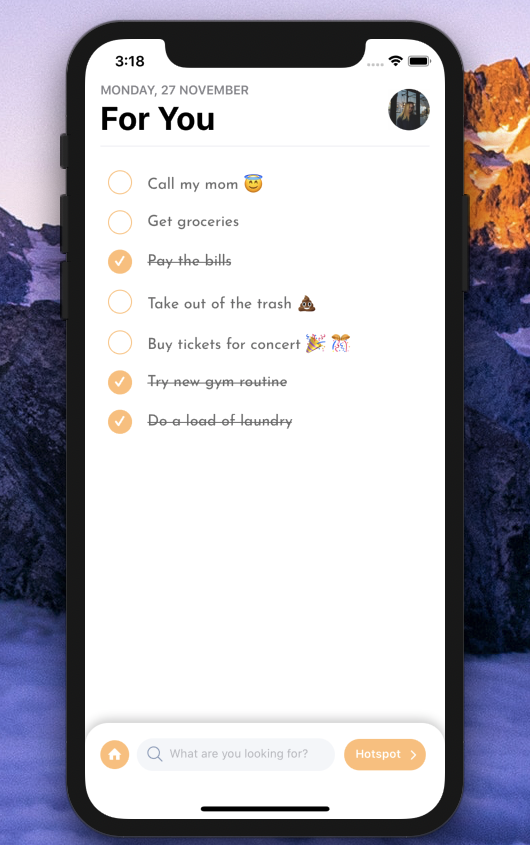 3:18
MONDAY, 27 NOVEMBER
For You
Call my mom 😇
Get groceries
Pay the bills
Take out of the trash 💩
Buy tickets for concert 🎉 🎊
Try new gym routine
Do a load of laundry
What are you looking for?
Hotspot